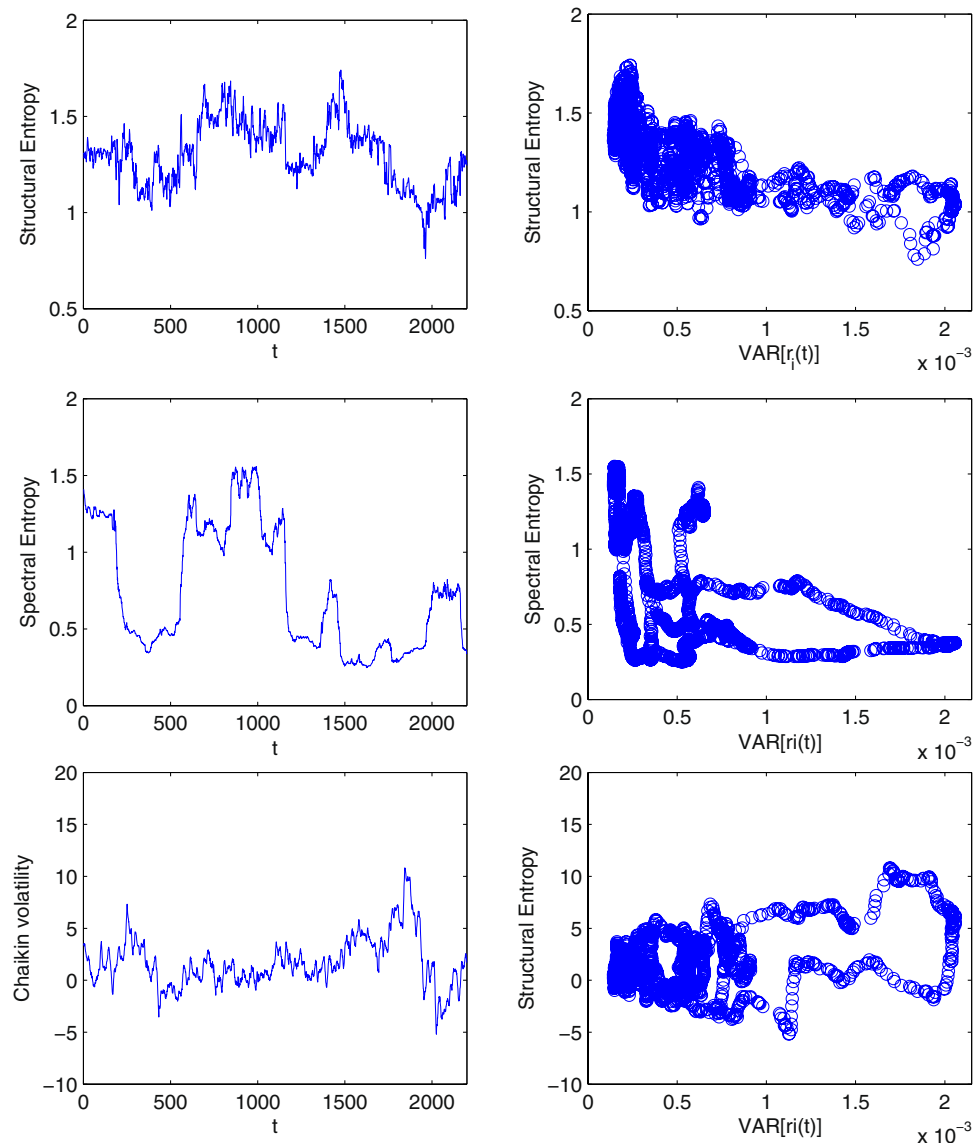 2
1.5
1
0.5
Structural Entropy
0 500 1000 1500 2000
t
2
1.5
1
0.5
Structural Entropy
0 0.5 1 1.5 2
VAR[r_i(t)]
x 10^-3
2
1.5
1
0.5
0
Spectral Entropy
0 500 1000 1500 2000
t
2
1.5
1
0.5
0
Spectral Entropy
0 0.5 1 1.5 2
VAR[ri(t)]
x 10^-3
20
15
10
5
0
−5
−10
Chaikin volatility
0 500 1000 1500 2000
t
20
15
10
5
0
−5
−10
Structural Entropy
0 0.5 1 1.5 2
VAR[ri(t)]
x 10^-3